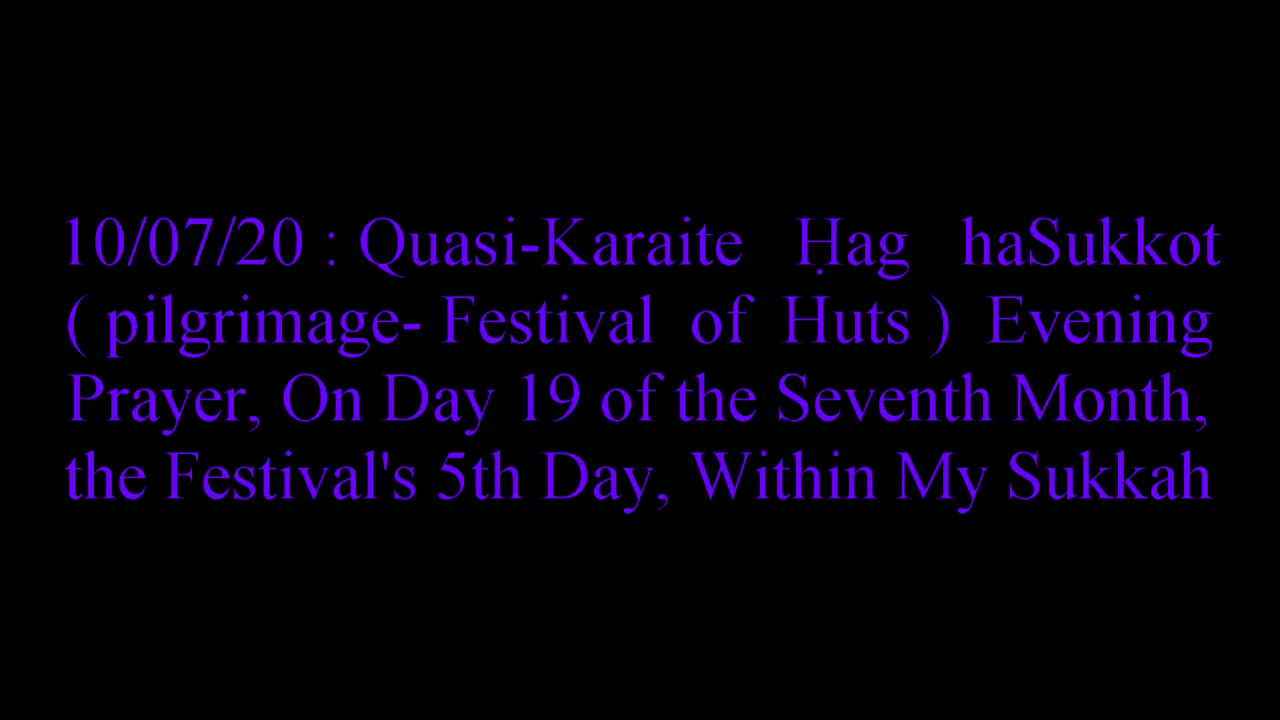 10/07/20 : Quasi-Karaite Ḥag haSukkot
( pilgrimage- Festival of Huts ) Evening
Prayer, On Day 19 of the Seventh Month,
the Festival's 5th Day, Within My Sukkah